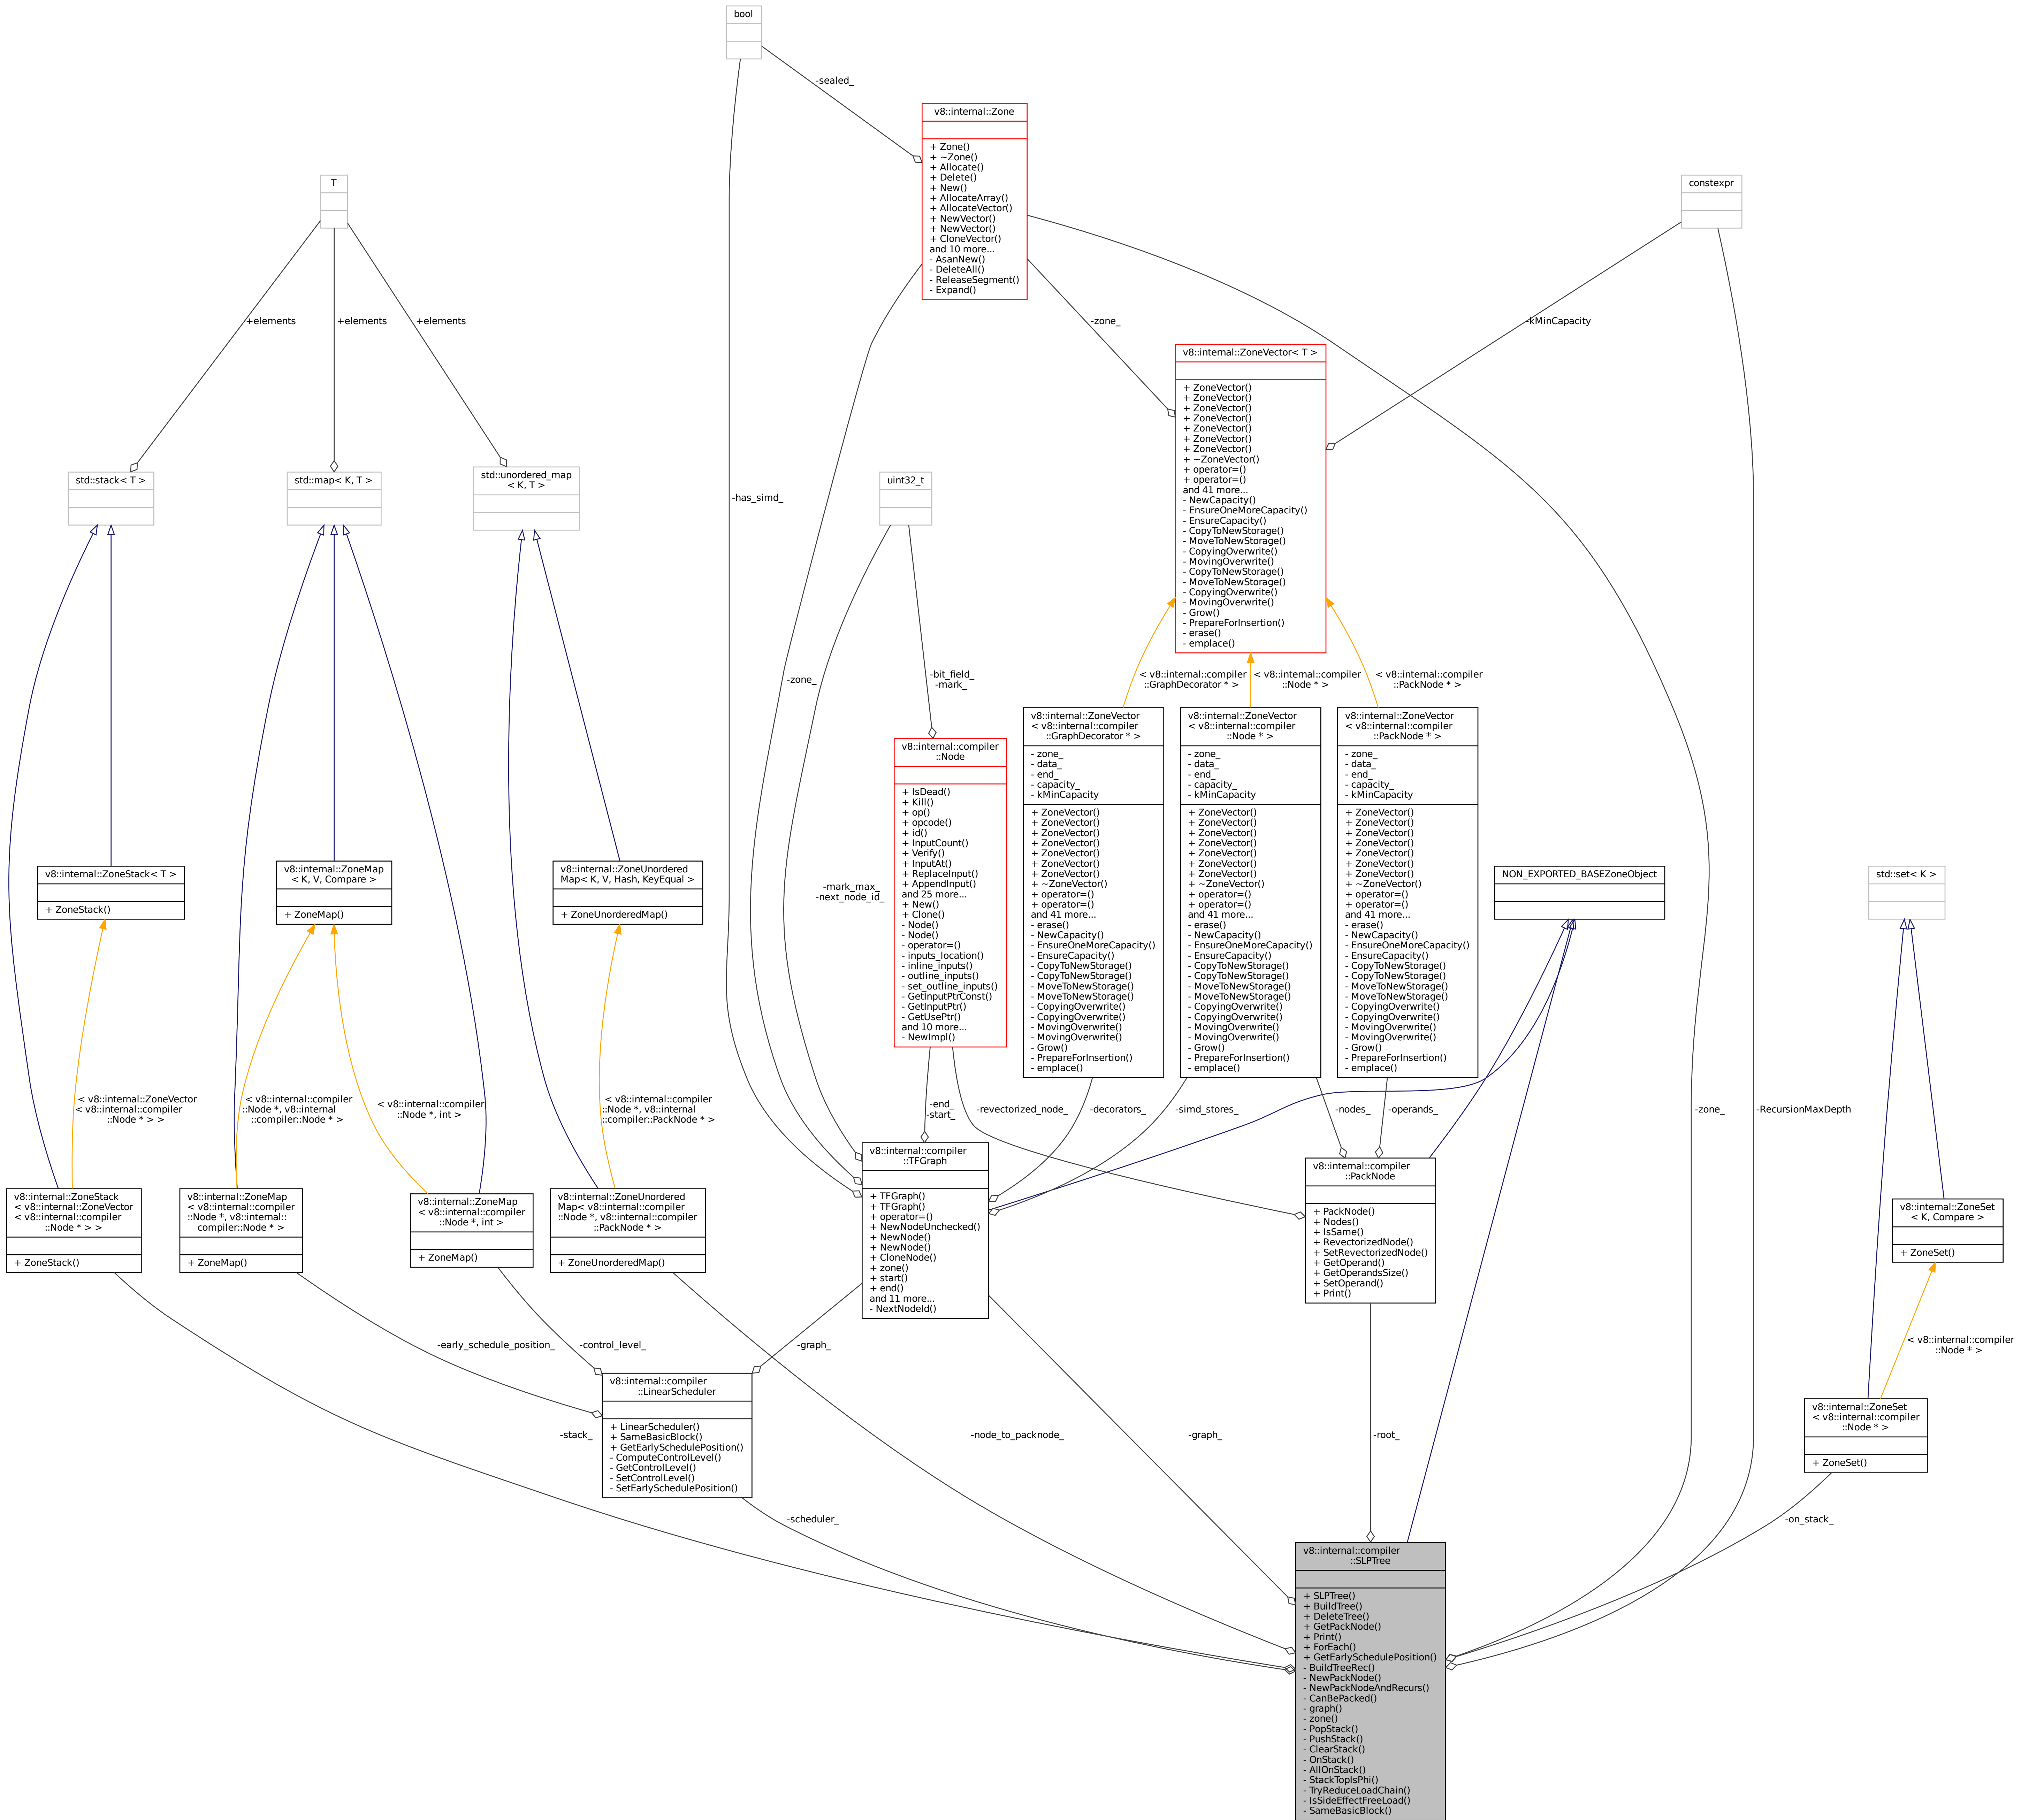 bool
-sealed_
v8::internal::Zone
+ Zone()
+ ~Zone()
+ Allocate()
+ Delete()
+ New()
+ AllocateArray()
+ AllocateVector()
+ NewVector()
+ NewVector()
+ CloneVector()
and 10 more...
- AsanNew()
- DeleteAll()
- ReleaseSegment()
- Expand()
T
constexpr
+elements
+elements
+elements
-zone_
-kMinCapacity
v8::internal::ZoneVector< T >
+ ZoneVector()
+ ZoneVector()
+ ZoneVector()
+ ZoneVector()
+ ZoneVector()
+ ZoneVector()
+ ZoneVector()
+ ~ZoneVector()
+ operator=()
+ operator=()
and 41 more...
- NewCapacity()
- EnsureOneMoreCapacity()
- EnsureCapacity()
- CopyToNewStorage()
- MoveToNewStorage()
- CopyingOverwrite()
- MovingOverwrite()
- CopyToNewStorage()
- MoveToNewStorage()
- CopyingOverwrite()
- MovingOverwrite()
- Grow()
- PrepareForInsertion()
- erase()
- emplace()
std::stack< T >
std::map< K, T >
std::unordered_map
< K, T >
-has_simd_
uint32_t
-zone_
-bit_field_
-mark_
< v8::internal::compiler
::GraphDecorator * >
< v8::internal::compiler
::Node * >
< v8::internal::compiler
::PackNode * >
v8::internal::compiler
::Node
+ IsDead()
+ Kill()
+ op()
+ opcode()
+ id()
+ InputCount()
+ Verify()
+ InputAt()
+ ReplaceInput()
+ AppendInput()
and 25 more...
+ New()
+ Clone()
- Node()
- Node()
- operator=()
- inputs_location()
- inline_inputs()
- outline_inputs()
- set_outline_inputs()
- GetInputPtrConst()
- GetInputPtr()
- GetUsePtr()
and 10 more...
- NewImpl()
v8::internal::ZoneVector
< v8::internal::compiler
::GraphDecorator * >
- zone_
- data_
- end_
- capacity_
- kMinCapacity
+ ZoneVector()
+ ZoneVector()
+ ZoneVector()
+ ZoneVector()
+ ZoneVector()
+ ZoneVector()
+ ZoneVector()
+ ~ZoneVector()
+ operator=()
+ operator=()
and 41 more...
- erase()
- NewCapacity()
- EnsureOneMoreCapacity()
- EnsureCapacity()
- CopyToNewStorage()
- CopyToNewStorage()
- MoveToNewStorage()
- MoveToNewStorage()
- CopyingOverwrite()
- CopyingOverwrite()
- MovingOverwrite()
- MovingOverwrite()
- Grow()
- PrepareForInsertion()
- emplace()
v8::internal::ZoneVector
< v8::internal::compiler
::Node * >
- zone_
- data_
- end_
- capacity_
- kMinCapacity
+ ZoneVector()
+ ZoneVector()
+ ZoneVector()
+ ZoneVector()
+ ZoneVector()
+ ZoneVector()
+ ZoneVector()
+ ~ZoneVector()
+ operator=()
+ operator=()
and 41 more...
- erase()
- NewCapacity()
- EnsureOneMoreCapacity()
- EnsureCapacity()
- CopyToNewStorage()
- CopyToNewStorage()
- MoveToNewStorage()
- MoveToNewStorage()
- CopyingOverwrite()
- CopyingOverwrite()
- MovingOverwrite()
- MovingOverwrite()
- Grow()
- PrepareForInsertion()
- emplace()
v8::internal::ZoneVector
< v8::internal::compiler
::PackNode * >
- zone_
- data_
- end_
- capacity_
- kMinCapacity
+ ZoneVector()
+ ZoneVector()
+ ZoneVector()
+ ZoneVector()
+ ZoneVector()
+ ZoneVector()
+ ZoneVector()
+ ~ZoneVector()
+ operator=()
+ operator=()
and 41 more...
- erase()
- NewCapacity()
- EnsureOneMoreCapacity()
- EnsureCapacity()
- CopyToNewStorage()
- CopyToNewStorage()
- MoveToNewStorage()
- MoveToNewStorage()
- CopyingOverwrite()
- CopyingOverwrite()
- MovingOverwrite()
- MovingOverwrite()
- Grow()
- PrepareForInsertion()
- emplace()
v8::internal::ZoneStack< T >
+ ZoneStack()
v8::internal::ZoneMap
< K, V, Compare >
+ ZoneMap()
v8::internal::ZoneUnordered
Map< K, V, Hash, KeyEqual >
+ ZoneUnorderedMap()
-mark_max_
-next_node_id_
NON_EXPORTED_BASEZoneObject
std::set< K >
< v8::internal::ZoneVector
< v8::internal::compiler
::Node * > >
< v8::internal::compiler
::Node *, v8::internal
::compiler::Node * >
< v8::internal::compiler
::Node *, int >
< v8::internal::compiler
::Node *, v8::internal
::compiler::PackNode * >
-end_
-start_
-revectorized_node_
-decorators_
-simd_stores_
-nodes_
-operands_
-zone_
-RecursionMaxDepth
v8::internal::ZoneStack
< v8::internal::ZoneVector
< v8::internal::compiler
::Node * > >
+ ZoneStack()
v8::internal::ZoneMap
< v8::internal::compiler
::Node *, v8::internal::
compiler::Node * >
+ ZoneMap()
v8::internal::ZoneMap
< v8::internal::compiler
::Node *, int >
+ ZoneMap()
v8::internal::ZoneUnordered
Map< v8::internal::compiler
::Node *, v8::internal::compiler
::PackNode * >
+ ZoneUnorderedMap()
v8::internal::compiler
::TFGraph
+ TFGraph()
+ TFGraph()
+ operator=()
+ NewNodeUnchecked()
+ NewNode()
+ NewNode()
+ CloneNode()
+ zone()
+ start()
+ end()
and 11 more...
- NextNodeId()
v8::internal::compiler
::PackNode
+ PackNode()
+ Nodes()
+ IsSame()
+ RevectorizedNode()
+ SetRevectorizedNode()
+ GetOperand()
+ GetOperandsSize()
+ SetOperand()
+ Print()
v8::internal::ZoneSet
< K, Compare >
+ ZoneSet()
-early_schedule_position_
-control_level_
-graph_
< v8::internal::compiler
::Node * >
v8::internal::compiler
::LinearScheduler
+ LinearScheduler()
+ SameBasicBlock()
+ GetEarlySchedulePosition()
- ComputeControlLevel()
- GetControlLevel()
- SetControlLevel()
- SetEarlySchedulePosition()
-stack_
-node_to_packnode_
-graph_
-root_
v8::internal::ZoneSet
< v8::internal::compiler
::Node * >
+ ZoneSet()
-scheduler_
-on_stack_
v8::internal::compiler
::SLPTree
+ SLPTree()
+ BuildTree()
+ DeleteTree()
+ GetPackNode()
+ Print()
+ ForEach()
+ GetEarlySchedulePosition()
- BuildTreeRec()
- NewPackNode()
- NewPackNodeAndRecurs()
- CanBePacked()
- graph()
- zone()
- PopStack()
- PushStack()
- ClearStack()
- OnStack()
- AllOnStack()
- StackTopIsPhi()
- TryReduceLoadChain()
- IsSideEffectFreeLoad()
- SameBasicBlock()